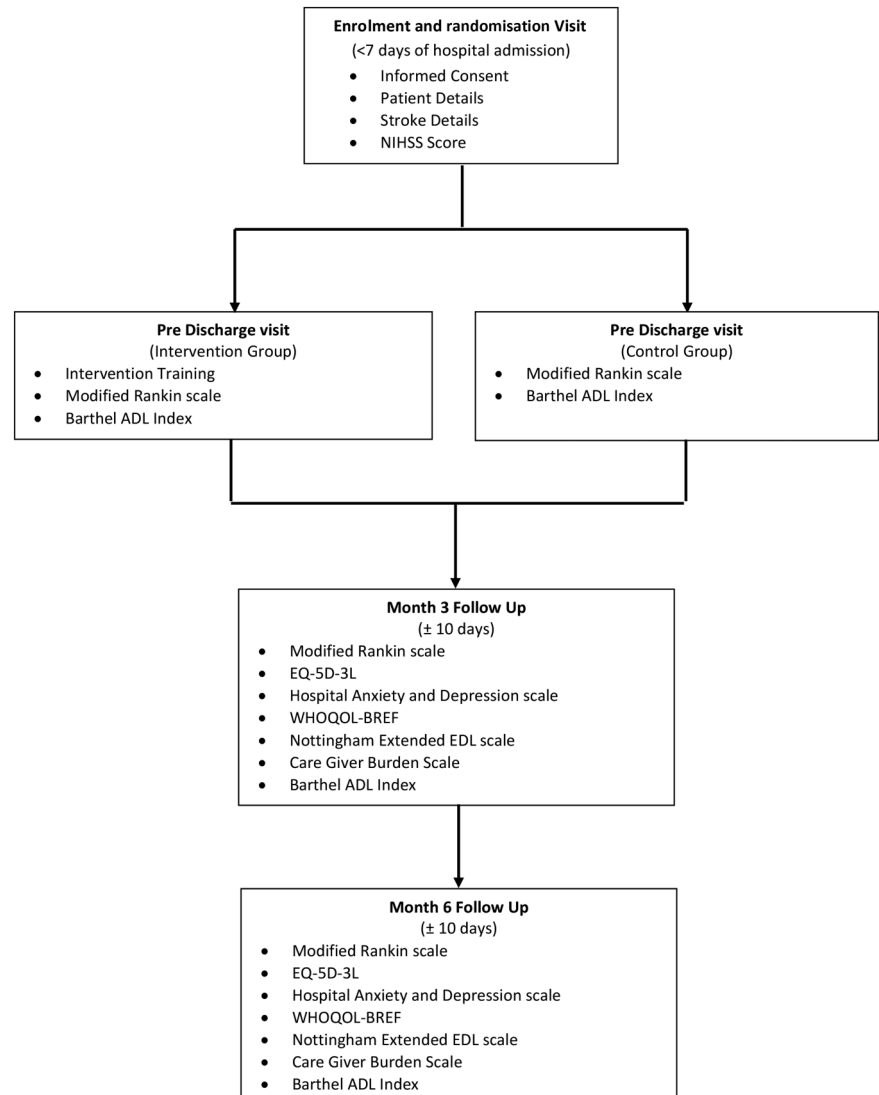 Enrolment and randomisation Visit
(<7 days of hospital admission)
• Informed Consent
• Patient Details
• Stroke Details
• NIHSS Score
Pre Discharge visit
(Intervention Group)
• Intervention Training
• Modified Rankin scale
• Barthel ADL Index
Pre Discharge visit
(Control Group)
• Modified Rankin scale
• Barthel ADL Index
Month 3 Follow Up
(± 10 days)
• Modified Rankin scale
• EQ-5D-3L
• Hospital Anxiety and Depression scale
• WHOQOL-BREF
• Nottingham Extended EDL scale
• Care Giver Burden Scale
• Barthel ADL Index
Month 6 Follow Up
(± 10 days)
• Modified Rankin scale
• EQ-5D-3L
• Hospital Anxiety and Depression scale
• WHOQOL-BREF
• Nottingham Extended EDL scale
• Care Giver Burden Scale
• Barthel ADL Index